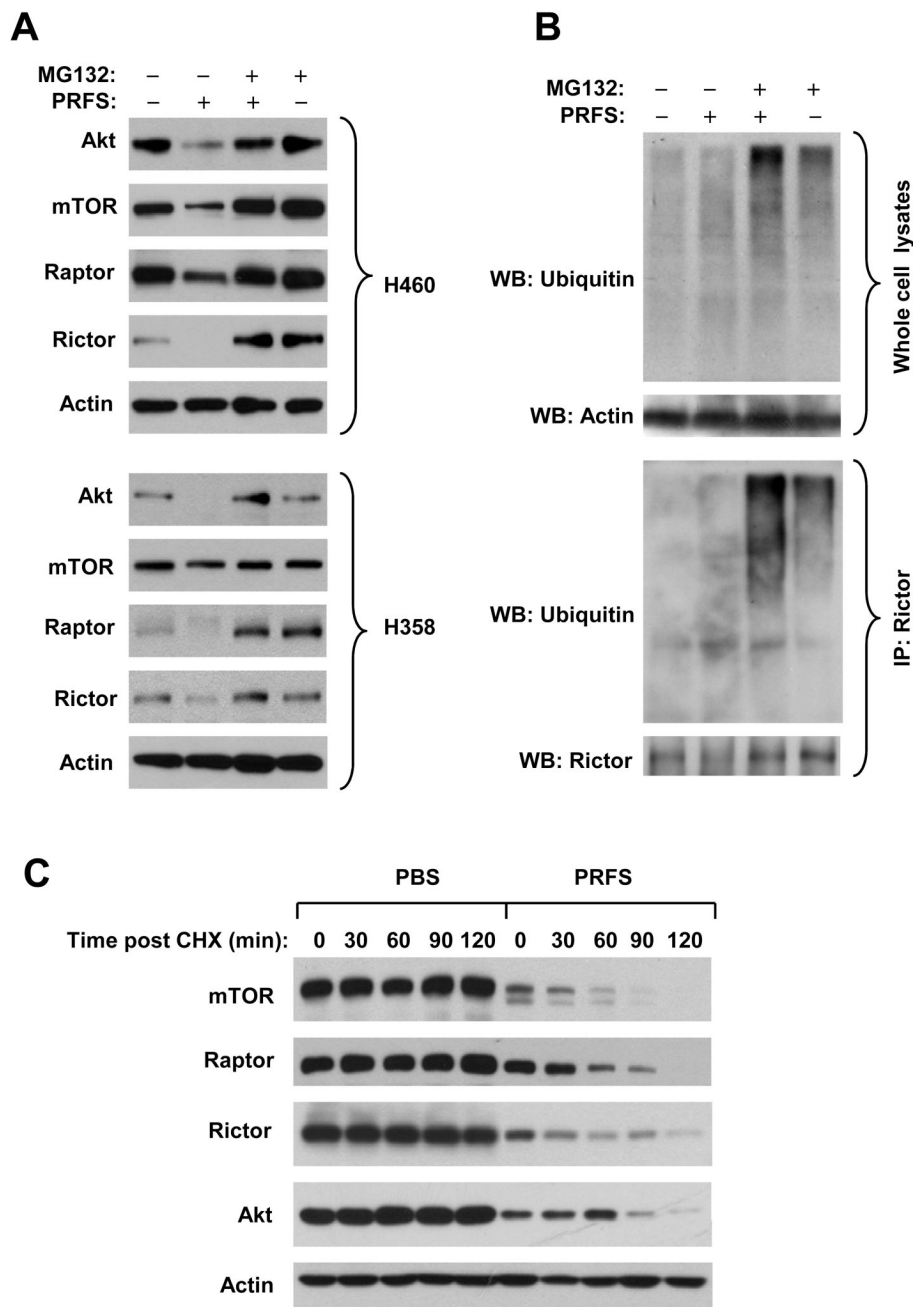 A
MG132: – – + +
PRFS: – + + –
Akt
mTOR
Raptor
Rictor
Actin
H460
Akt
mTOR
Raptor
Rictor
Actin
H358
B
MG132: – – + +
PRFS: – + + –
WB: Ubiquitin
WB: Actin
Whole cell lysates
WB: Ubiquitin
WB: Rictor
IP: Rictor
C
PBS PRFS
Time post CHX (min): 0 30 60 90 120 0 30 60 90 120
mTOR
Raptor
Rictor
Akt
Actin